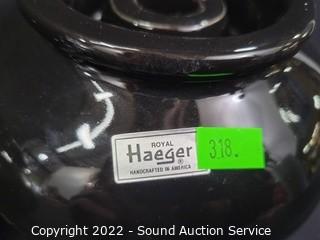 ROYAL
Haeger ®
HANDCRAFTED IN AMERICA
318.
Copyright 2022 - Sound Auction Service